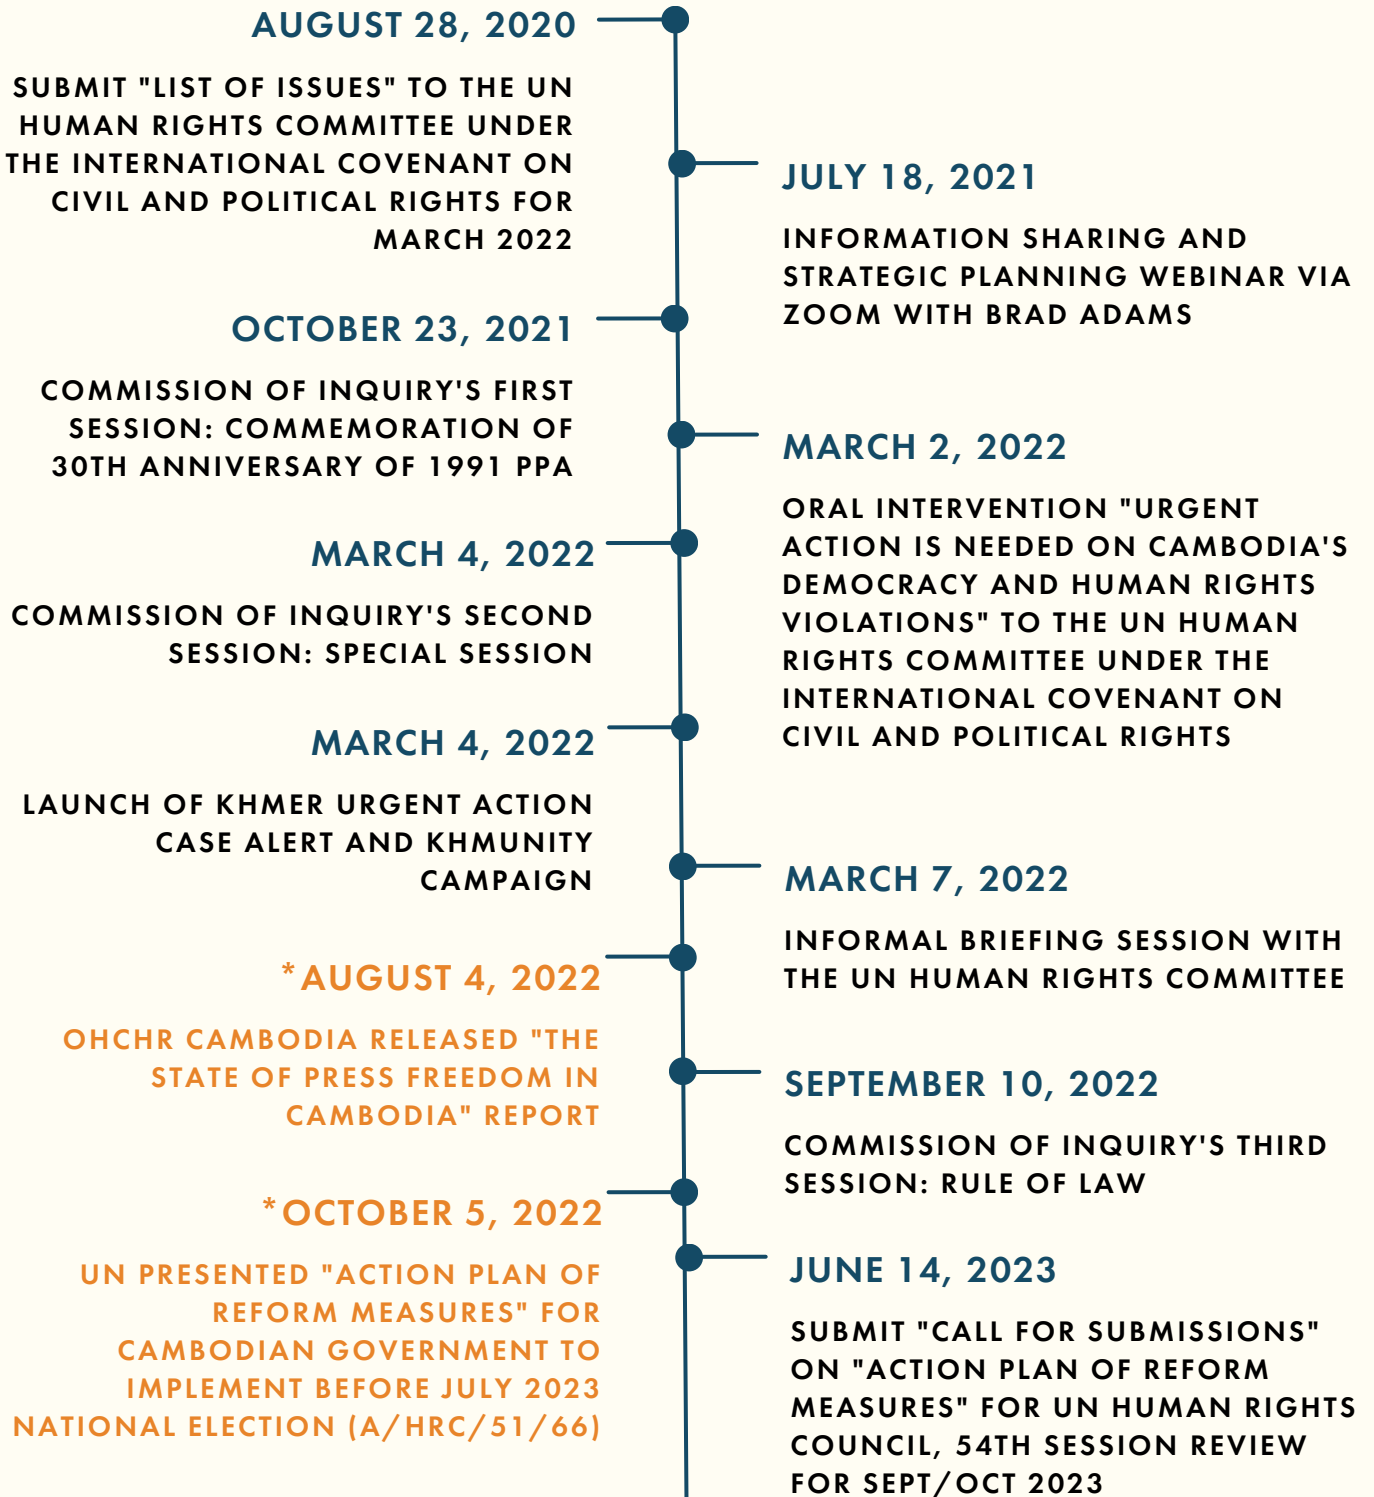 AUGUST 28, 2020
SUBMIT "LIST OF ISSUES" TO THE UN
HUMAN RIGHTS COMMITTEE UNDER
THE INTERNATIONAL COVENANT ON
CIVIL AND POLITICAL RIGHTS FOR
MARCH 2022
JULY 18, 2021
INFORMATION SHARING AND
STRATEGIC PLANNING WEBINAR VIA
ZOOM WITH BRAD ADAMS
OCTOBER 23, 2021
COMMISSION OF INQUIRY'S FIRST
SESSION: COMMEMORATION OF
30TH ANNIVERSARY OF 1991 PPA
MARCH 2, 2022
ORAL INTERVENTION "URGENT
ACTION IS NEEDED ON CAMBODIA'S
DEMOCRACY AND HUMAN RIGHTS
VIOLATIONS" TO THE UN HUMAN
RIGHTS COMMITTEE UNDER THE
INTERNATIONAL COVENANT ON
CIVIL AND POLITICAL RIGHTS
MARCH 4, 2022
COMMISSION OF INQUIRY'S SECOND
SESSION: SPECIAL SESSION
MARCH 4, 2022
LAUNCH OF KHMER URGENT ACTION
CASE ALERT AND KHMUNITY
CAMPAIGN
MARCH 7, 2022
INFORMAL BRIEFING SESSION WITH
THE UN HUMAN RIGHTS COMMITTEE
*AUGUST 4, 2022
OHCHR CAMBODIA RELEASED "THE
STATE OF PRESS FREEDOM IN
CAMBODIA" REPORT
SEPTEMBER 10, 2022
COMMISSION OF INQUIRY'S THIRD
SESSION: RULE OF LAW
*OCTOBER 5, 2022
UN PRESENTED "ACTION PLAN OF
REFORM MEASURES" FOR
CAMBODIAN GOVERNMENT TO
IMPLEMENT BEFORE JULY 2023
NATIONAL ELECTION (A/HRC/51/66)
JUNE 14, 2023
SUBMIT "CALL FOR SUBMISSIONS"
ON "ACTION PLAN OF REFORM
MEASURES" FOR UN HUMAN RIGHTS
COUNCIL, 54TH SESSION REVIEW
FOR SEPT/OCT 2023